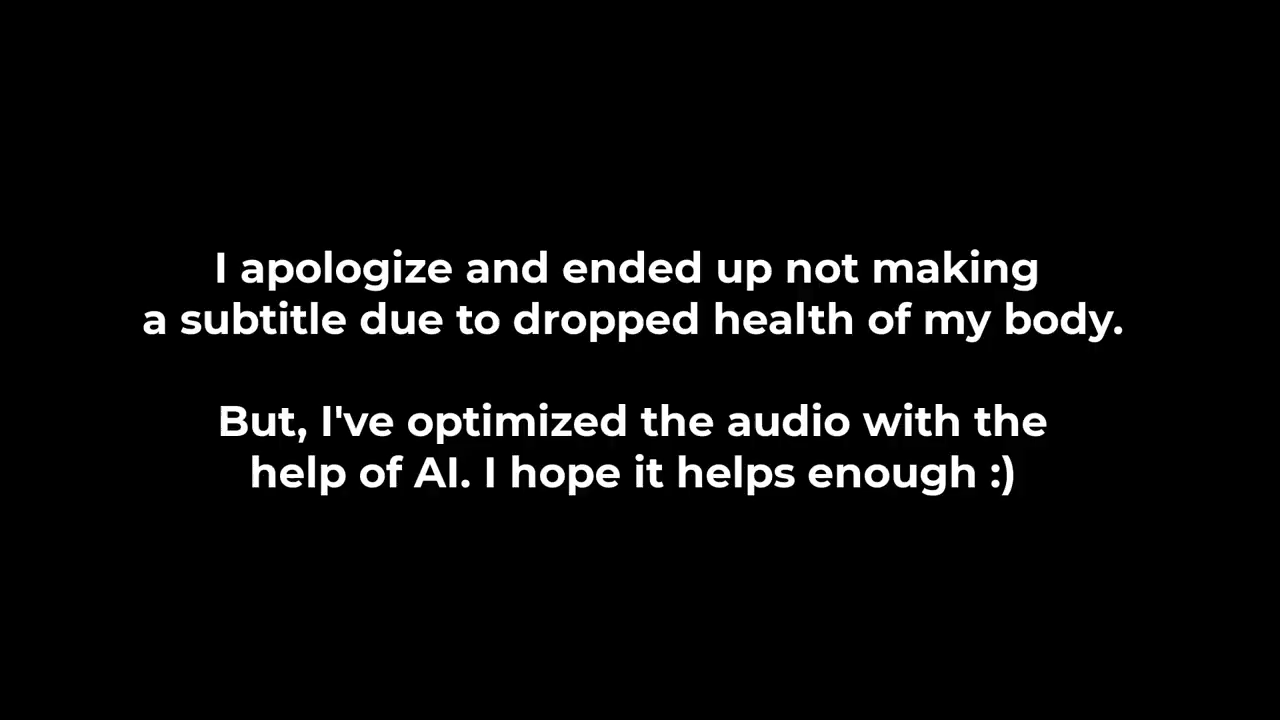 I apologize and ended up not making
a subtitle due to dropped health of my body.
But, I've optimized the audio with the
help of AI. I hope it helps enough :)